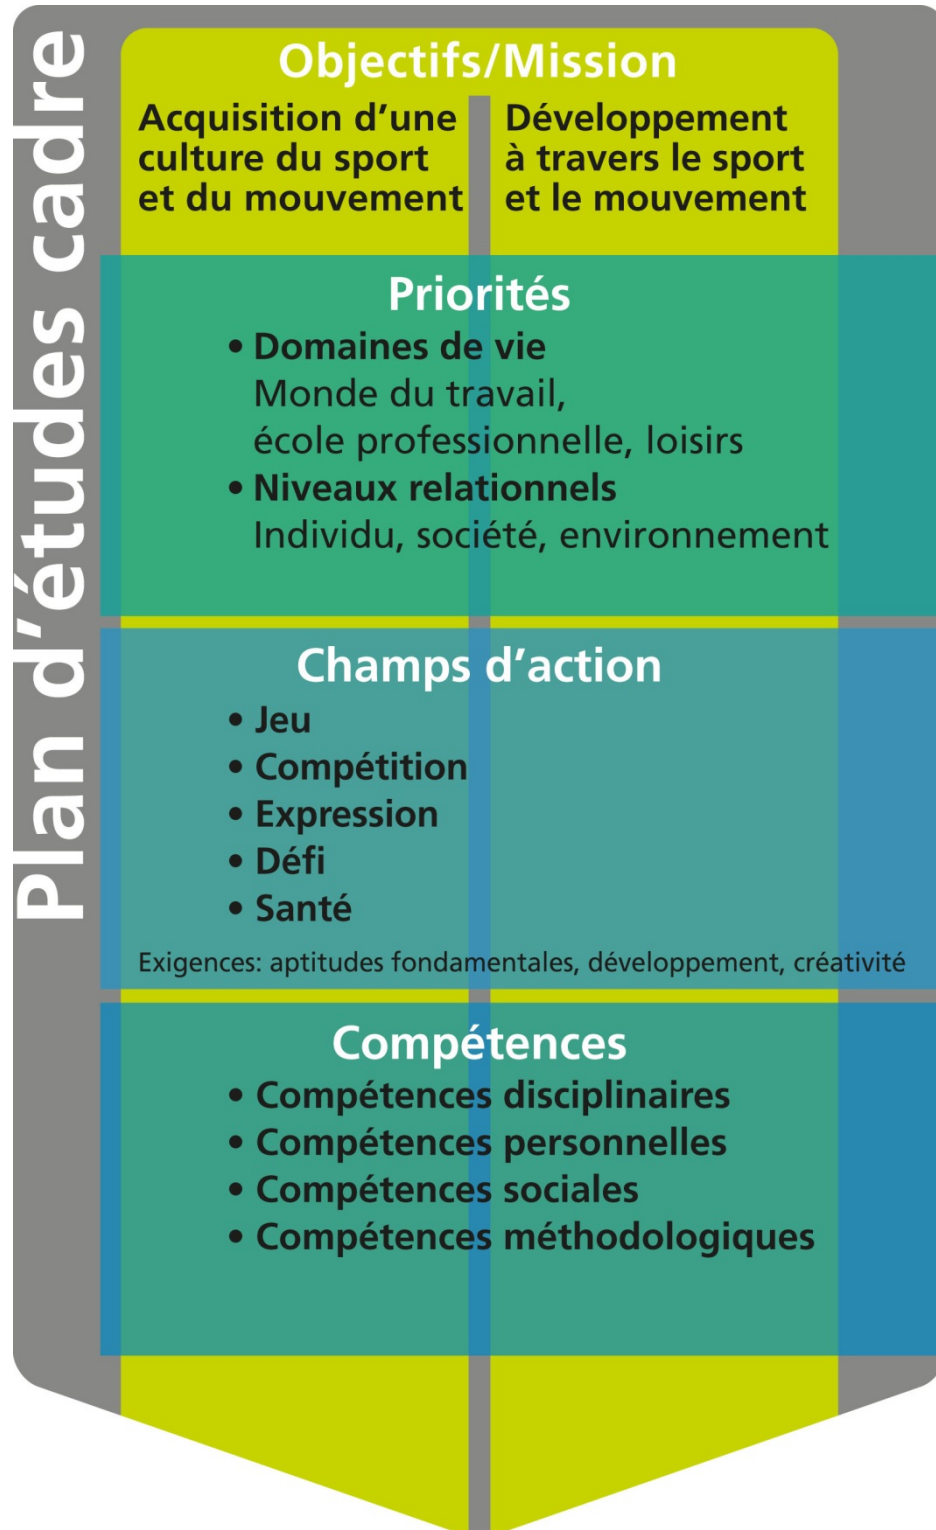 Plan d’études cadre
Objectifs/Mission
Acquisition d’une
culture du sport
et du mouvement
Développement
à travers le sport
et le mouvement
Priorités
• Domaines de vie
Monde du travail,
école professionnelle, loisirs
• Niveaux relationnels
Individu, société, environnement
Champs d’action
• Jeu
• Compétition
• Expression
• Défi
• Santé
Exigences: aptitudes fondamentales, développement, créativité
Compétences
• Compétences disciplinaires
• Compétences personnelles
• Compétences sociales
• Compétences méthodologiques